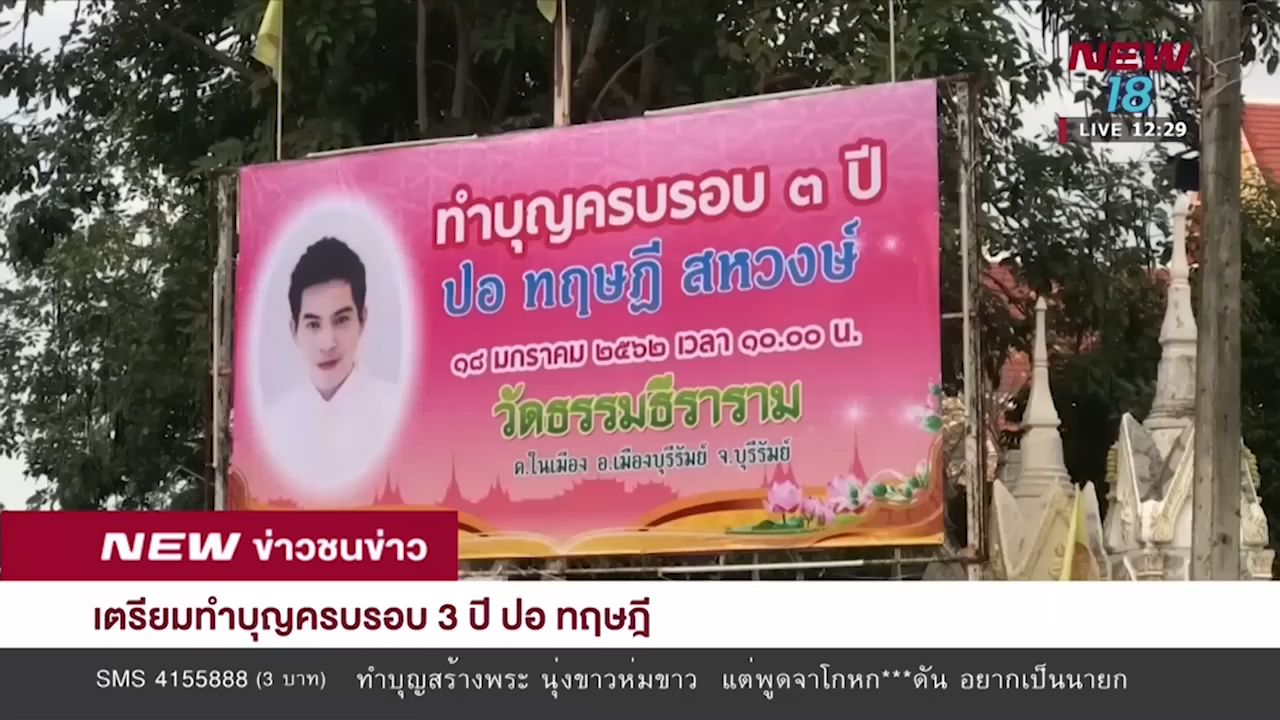 NEW
18
LIVE 12:29
ทำบุญครบรอบ ๓ ปี
ปอ ทฤษฎี สหวงษ์
๑๘ มกราคม ๒๕๖๒ เวลา ๑๐.๐๐ น.
วัดธรรมธีราราม
ต.ในเมือง อ.เมืองบุรีรัมย์ จ.บุรีรัมย์
NEW ข่าวชนข่าว
เตรียมทำบุญครบรอบ 3 ปี ปอ ทฤษฎี
SMS 4155888 (3 บาท) ทำบุญสร้างพระ นุ่งขาวห่มขาว แต่พูดจาโกหก***ดัน อยากเป็นนายก